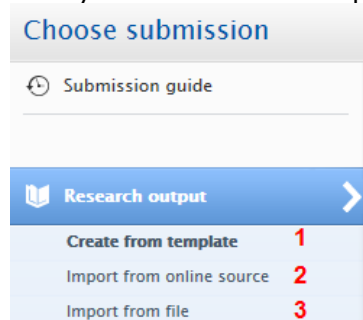 Choose submission
Submission guide
Research output
Create from template 1
Import from online source 2
Import from file 3